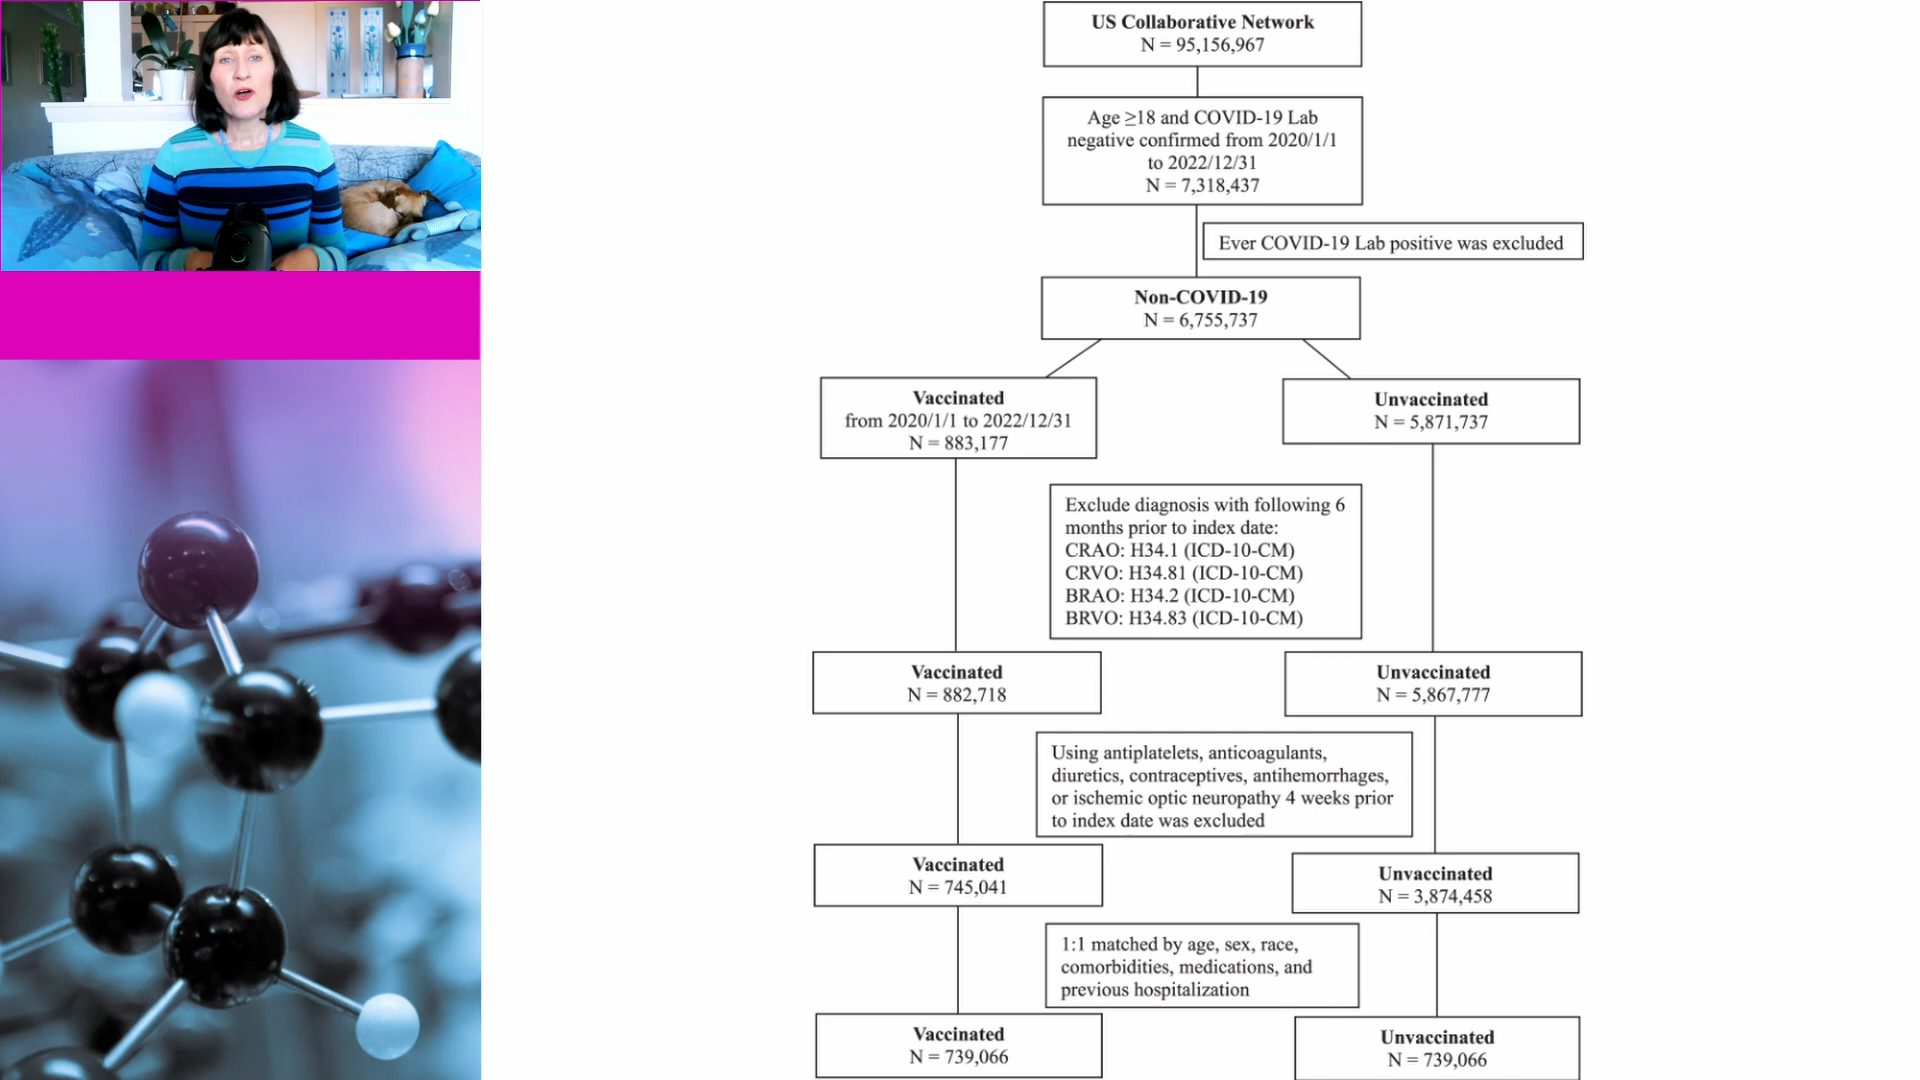 US Collaborative Network
N = 95,156,967
Age ≥18 and COVID-19 Lab
negative confirmed from 2020/1/1
to 2022/12/31
N = 7,318,437
Ever COVID-19 Lab positive was excluded
Non-COVID-19
N = 6,755,737
Vaccinated
from 2020/1/1 to 2022/12/31
N = 883,177
Unvaccinated
N = 5,871,737
Exclude diagnosis with following 6
months prior to index date:
CRAO: H34.1 (ICD-10-CM)
CRVO: H34.81 (ICD-10-CM)
BRAO: H34.2 (ICD-10-CM)
BRVO: H34.83 (ICD-10-CM)
Vaccinated
N = 882,718
Unvaccinated
N = 5,867,777
Using antiplatelets, anticoagulants,
diuretics, contraceptives, antihemorrhages,
or ischemic optic neuropathy 4 weeks prior
to index date was excluded
Vaccinated
N = 745,041
Unvaccinated
N = 3,874,458
1:1 matched by age, sex, race,
comorbidities, medications, and
previous hospitalization
Vaccinated
N = 739,066
Unvaccinated
N = 739,066